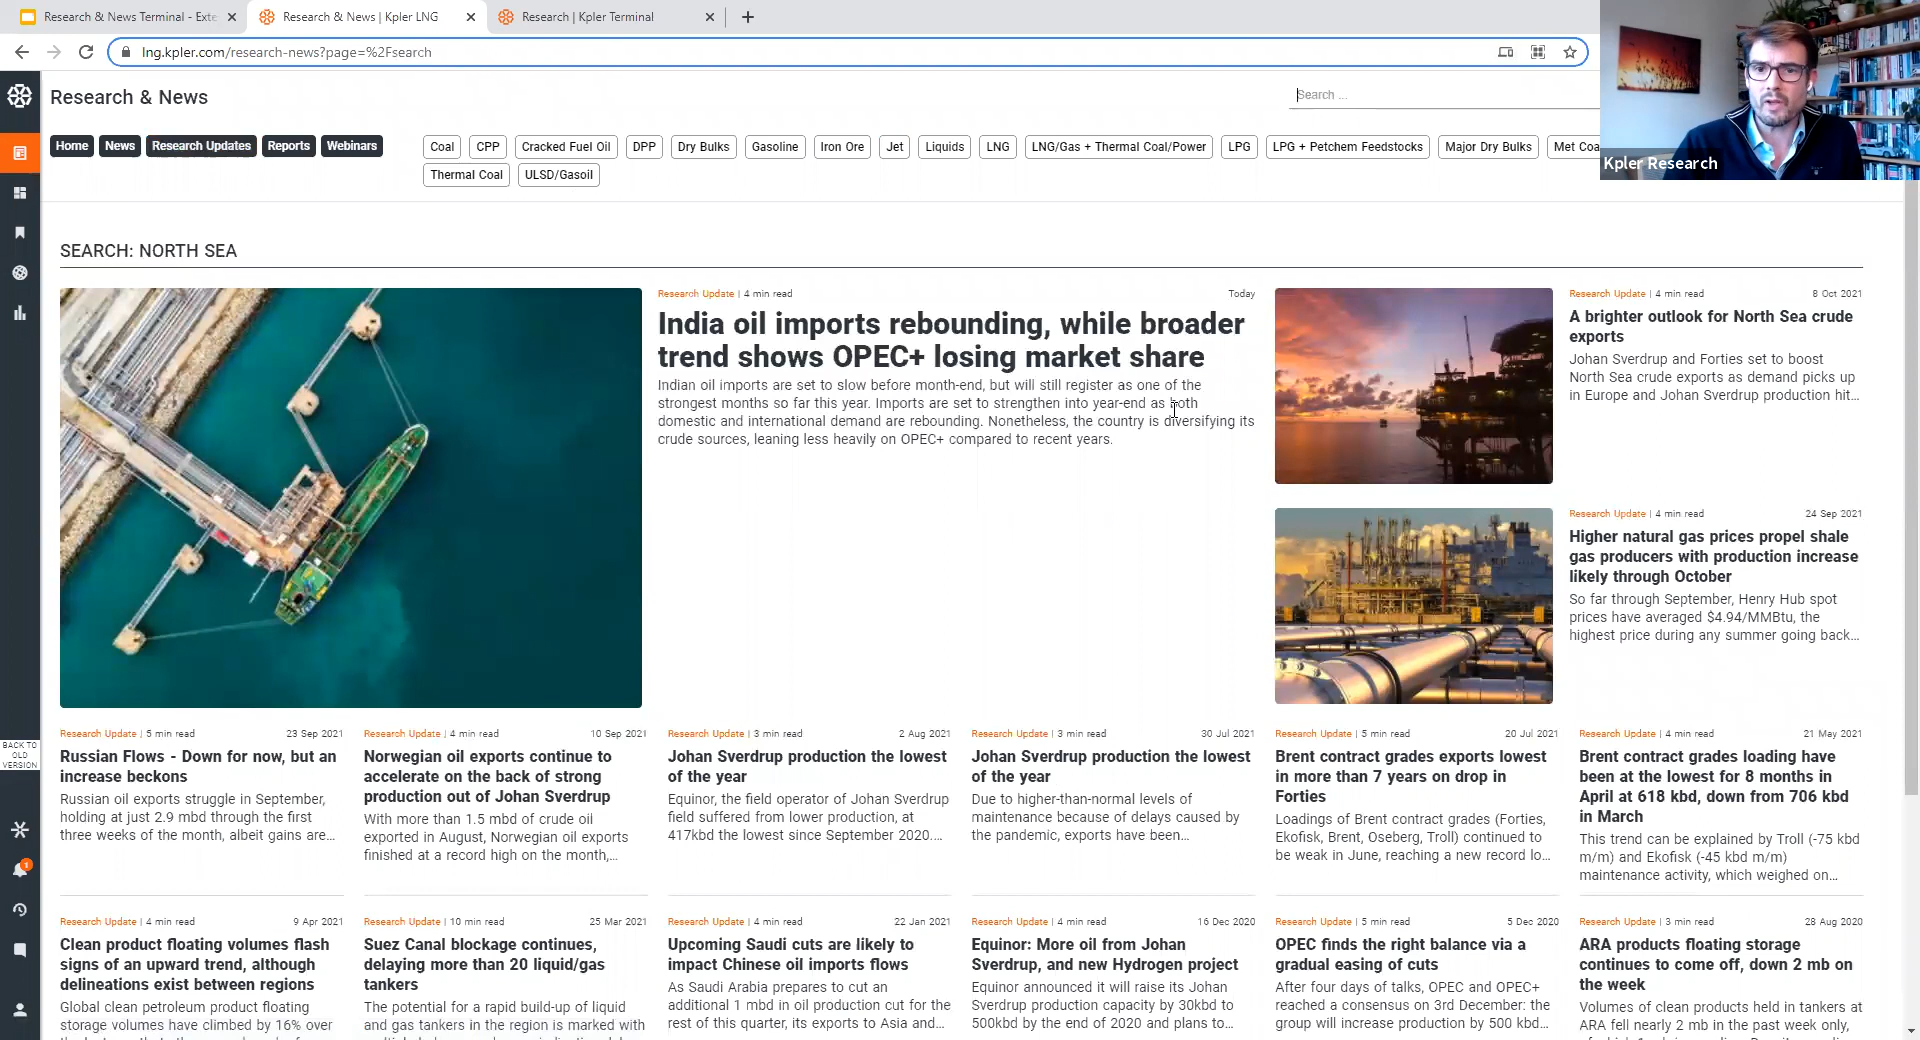 Research & News Terminal - Exte
Research & News | Kpler LNG
Research | Kpler Terminal
lng.kpler.com/research-news?page=%2Fsearch
Research & News
Search ...
Kpler Research
Home
News
Research Updates
Reports
Webinars
Coal
CPP
Cracked Fuel Oil
DPP
Dry Bulks
Gasoline
Iron Ore
Jet
Liquids
LNG
LNG/Gas + Thermal Coal/Power
LPG
LPG + Petchem Feedstocks
Major Dry Bulks
Met Coa
Thermal Coal
ULSD/Gasoil
SEARCH: NORTH SEA
Research Update | 4 min read
Today
India oil imports rebounding, while broader
trend shows OPEC+ losing market share
Indian oil imports are set to slow before month-end, but will still register as one of the
strongest months so far this year. Imports are set to strengthen into year-end as both
domestic and international demand are rebounding. Nonetheless, the country is diversifying its
crude sources, leaning less heavily on OPEC+ compared to recent years.
Research Update | 4 min read
8 Oct 2021
A brighter outlook for North Sea crude
exports
Johan Sverdrup and Forties set to boost
North Sea crude exports as demand picks up
in Europe and Johan Sverdrup production hit...
Research Update | 4 min read
24 Sep 2021
Higher natural gas prices propel shale
gas producers with production increase
likely through October
So far through September, Henry Hub spot
prices have averaged $4.94/MMBtu, the
highest price during any summer going back...
BACK TO
OLD
VERSION
1
Research Update | 5 min read
23 Sep 2021
Russian Flows - Down for now, but an
increase beckons
Russian oil exports struggle in September,
holding at just 2.9 mbd through the first
three weeks of the month, albeit gains are...
Research Update | 4 min read
10 Sep 2021
Norwegian oil exports continue to
accelerate on the back of strong
production out of Johan Sverdrup
With more than 1.5 mbd of crude oil
exported in August, Norwegian oil exports
finished at a record high on the month,...
Research Update | 3 min read
2 Aug 2021
Johan Sverdrup production the lowest
of the year
Equinor, the field operator of Johan Sverdrup
field suffered from lower production, at
417kbd the lowest since September 2020....
Research Update | 3 min read
30 Jul 2021
Johan Sverdrup production the lowest
of the year
Due to higher-than-normal levels of
maintenance because of delays caused by
the pandemic, exports have been...
Research Update | 5 min read
20 Jul 2021
Brent contract grades exports lowest
in more than 7 years on drop in
Forties
Loadings of Brent contract grades (Forties,
Ekofisk, Brent, Oseberg, Troll) continued to
be weak in June, reaching a new record lo...
Research Update | 4 min read
21 May 2021
Brent contract grades loading have
been at the lowest for 8 months in
April at 618 kbd, down from 706 kbd
in March
This trend can be explained by Troll (-75 kbd
m/m) and Ekofisk (-45 kbd m/m)
maintenance activity, which weighed on...
Research Update | 4 min read
9 Apr 2021
Clean product floating volumes flash
signs of an upward trend, although
delineations exist between regions
Global clean petroleum product floating
storage volumes have climbed by 16% over
Research Update | 10 min read
25 Mar 2021
Suez Canal blockage continues,
delaying more than 20 liquid/gas
tankers
The potential for a rapid build-up of liquid
and gas tankers in the region is marked with
Research Update | 4 min read
22 Jan 2021
Upcoming Saudi cuts are likely to
impact Chinese oil imports flows
As Saudi Arabia prepares to cut an
additional 1 mbd in oil production cut for the
rest of this quarter, its exports to Asia and...
Research Update | 4 min read
16 Dec 2020
Equinor: More oil from Johan
Sverdrup, and new Hydrogen project
Equinor announced it will raise its Johan
Sverdrup production capacity by 30kbd to
500kbd by the end of 2020 and plans to...
Research Update | 5 min read
5 Dec 2020
OPEC finds the right balance via a
gradual easing of cuts
After four days of talks, OPEC and OPEC+
reached a consensus on 3rd December: the
group will increase production by 500 kbd...
Research Update | 3 min read
28 Aug 2020
ARA products floating storage
continues to come off, down 2 mb on
the week
Volumes of clean products held in tankers at
ARA fell nearly 2 mb in the past week only,